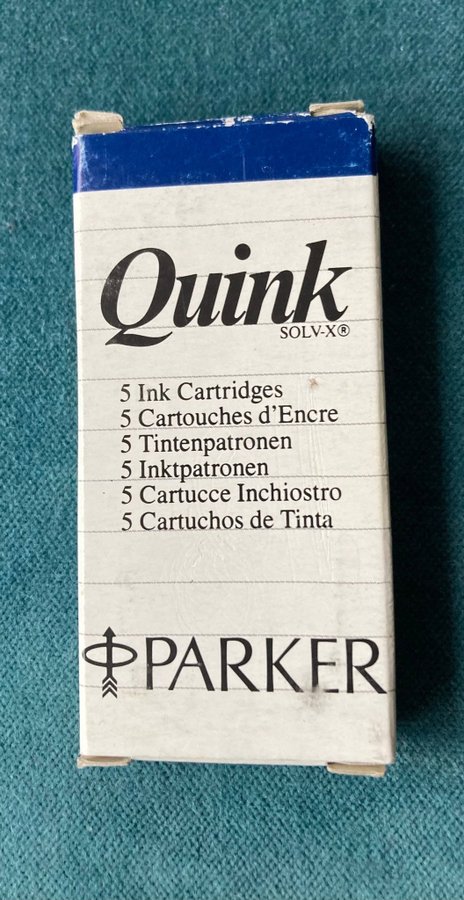 Quink
SOLV-X®
5 Ink Cartridges
5 Cartouches d'Encre
5 Tintenpatronen
5 Inktpatronen
5 Cartucce Inchiostro
5 Cartuchos de Tinta
PARKER